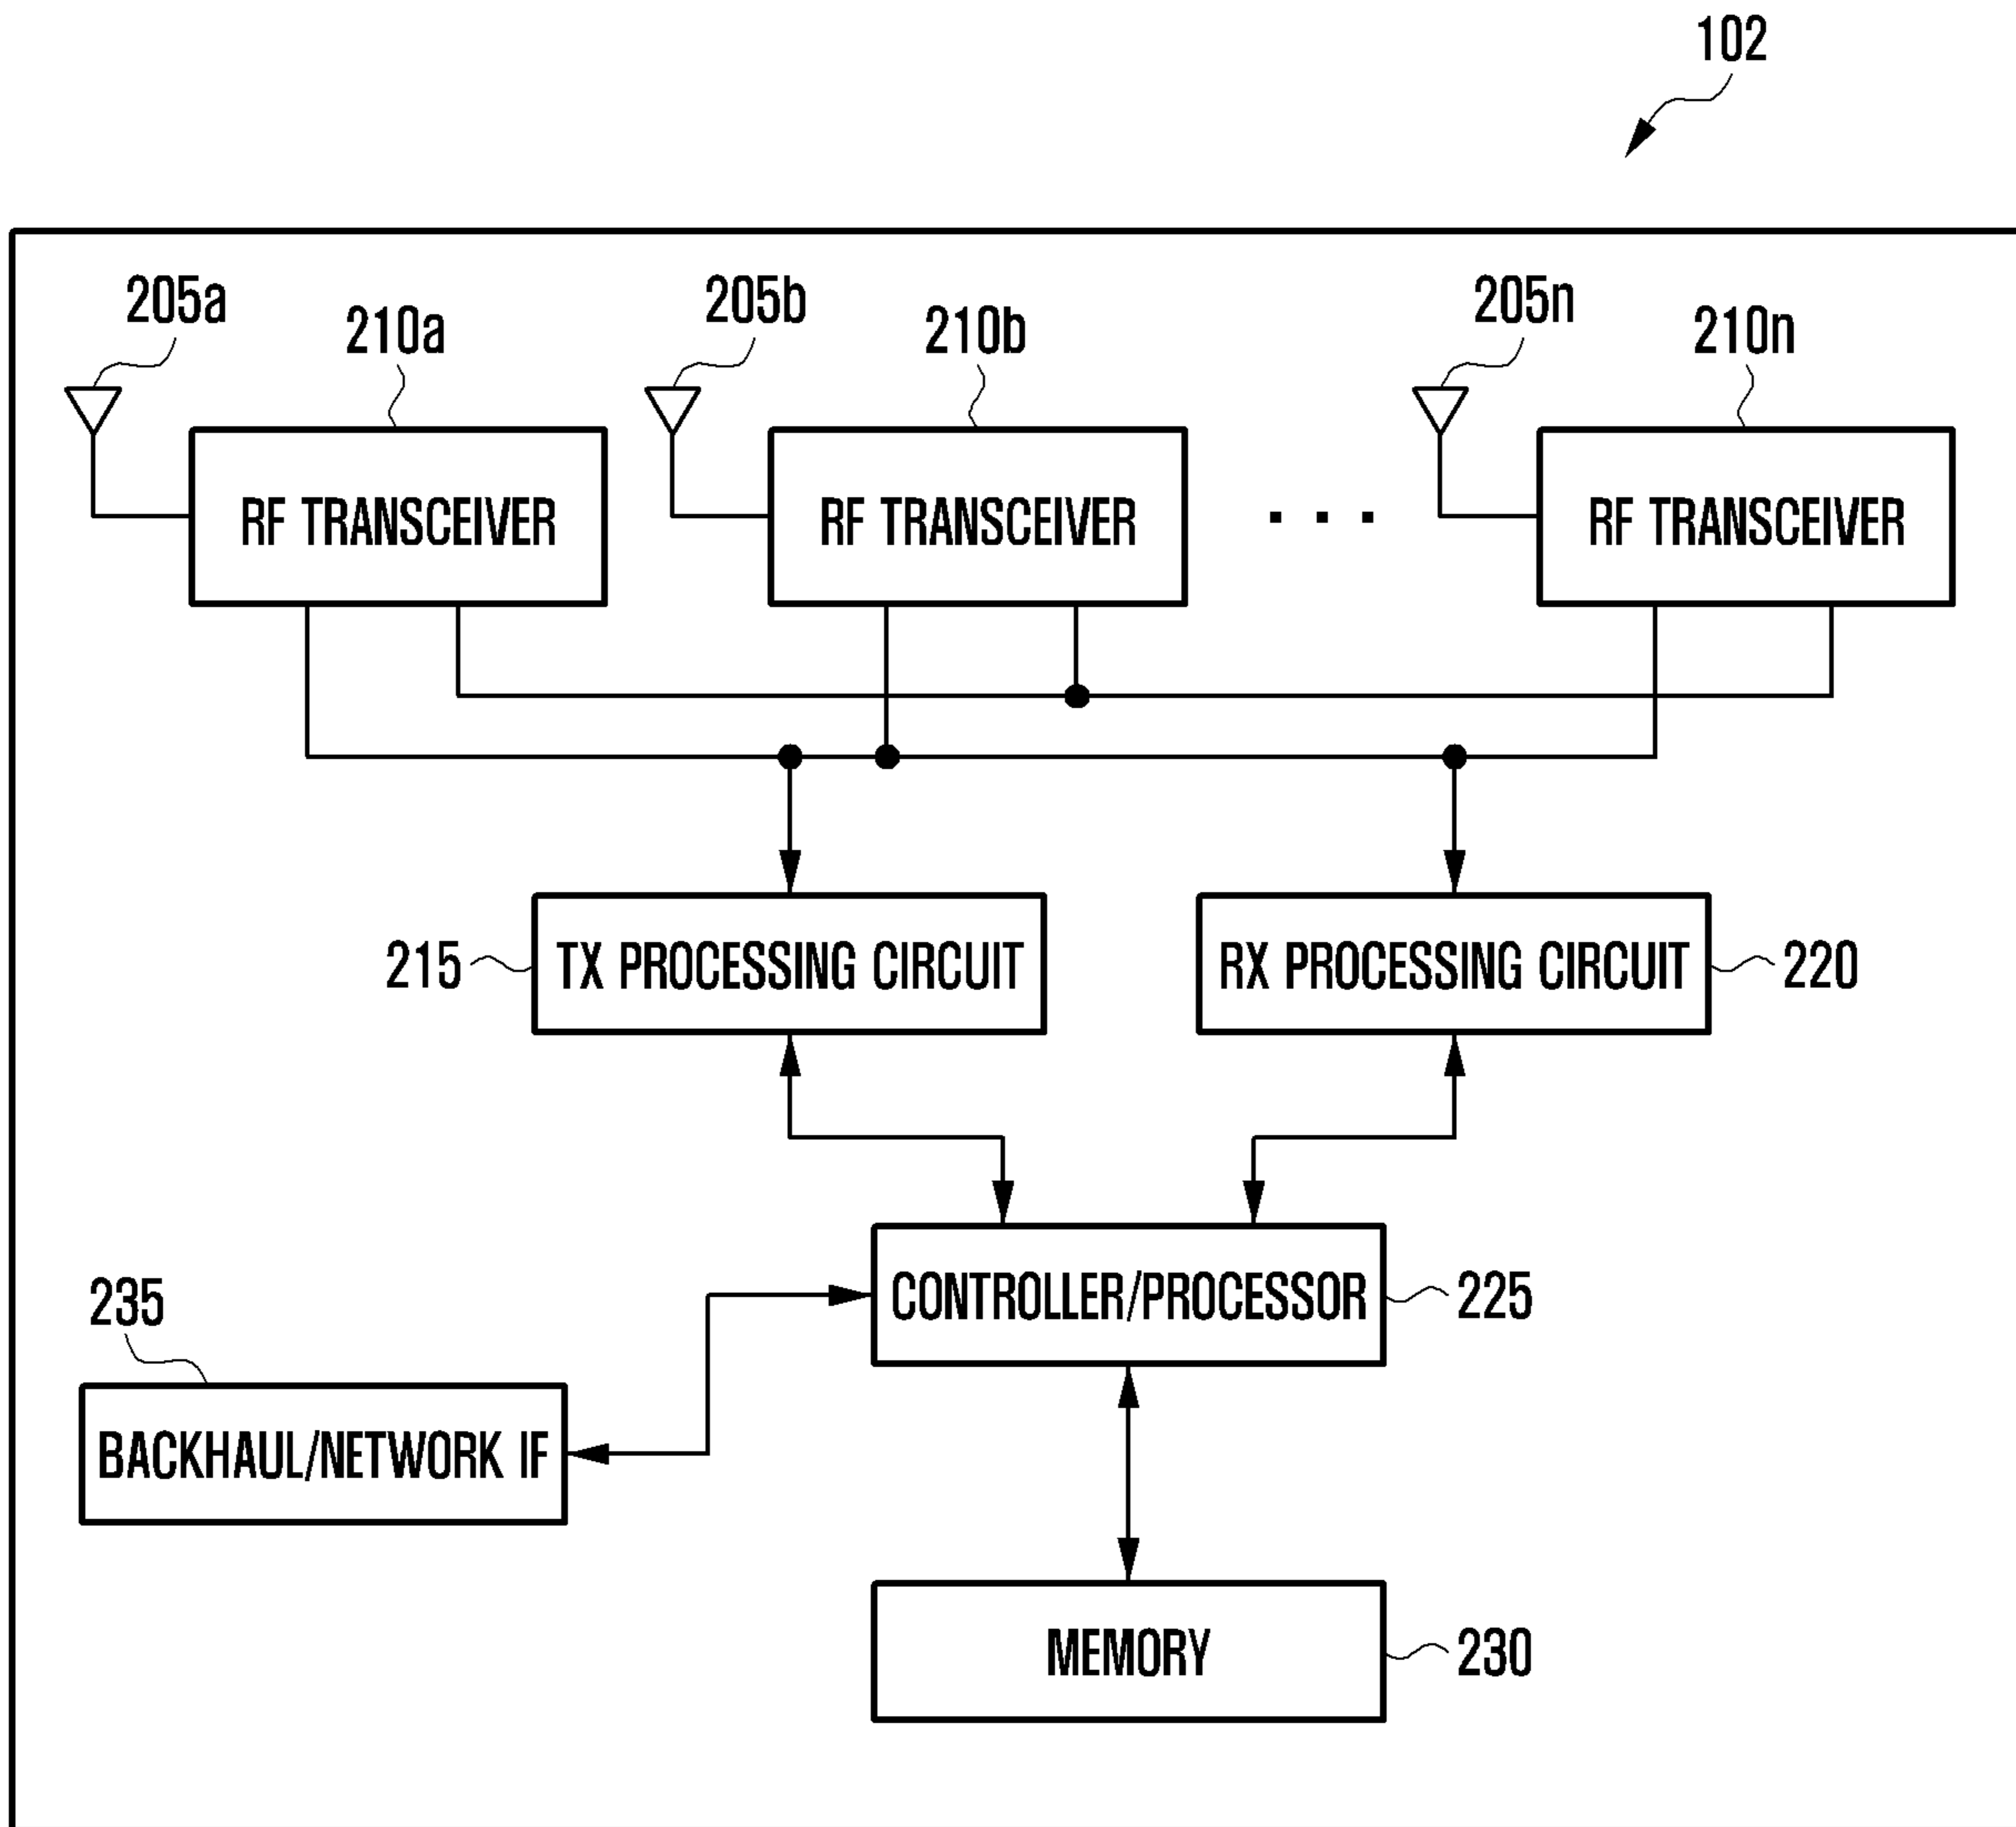 102
205a
210a
205b
210b
205n
210n
RF TRANSCEIVER
RF TRANSCEIVER
. . .
RF TRANSCEIVER
215
TX PROCESSING CIRCUIT
RX PROCESSING CIRCUIT
220
CONTROLLER/PROCESSOR
225
235
BACKHAUL/NETWORK IF
MEMORY
230